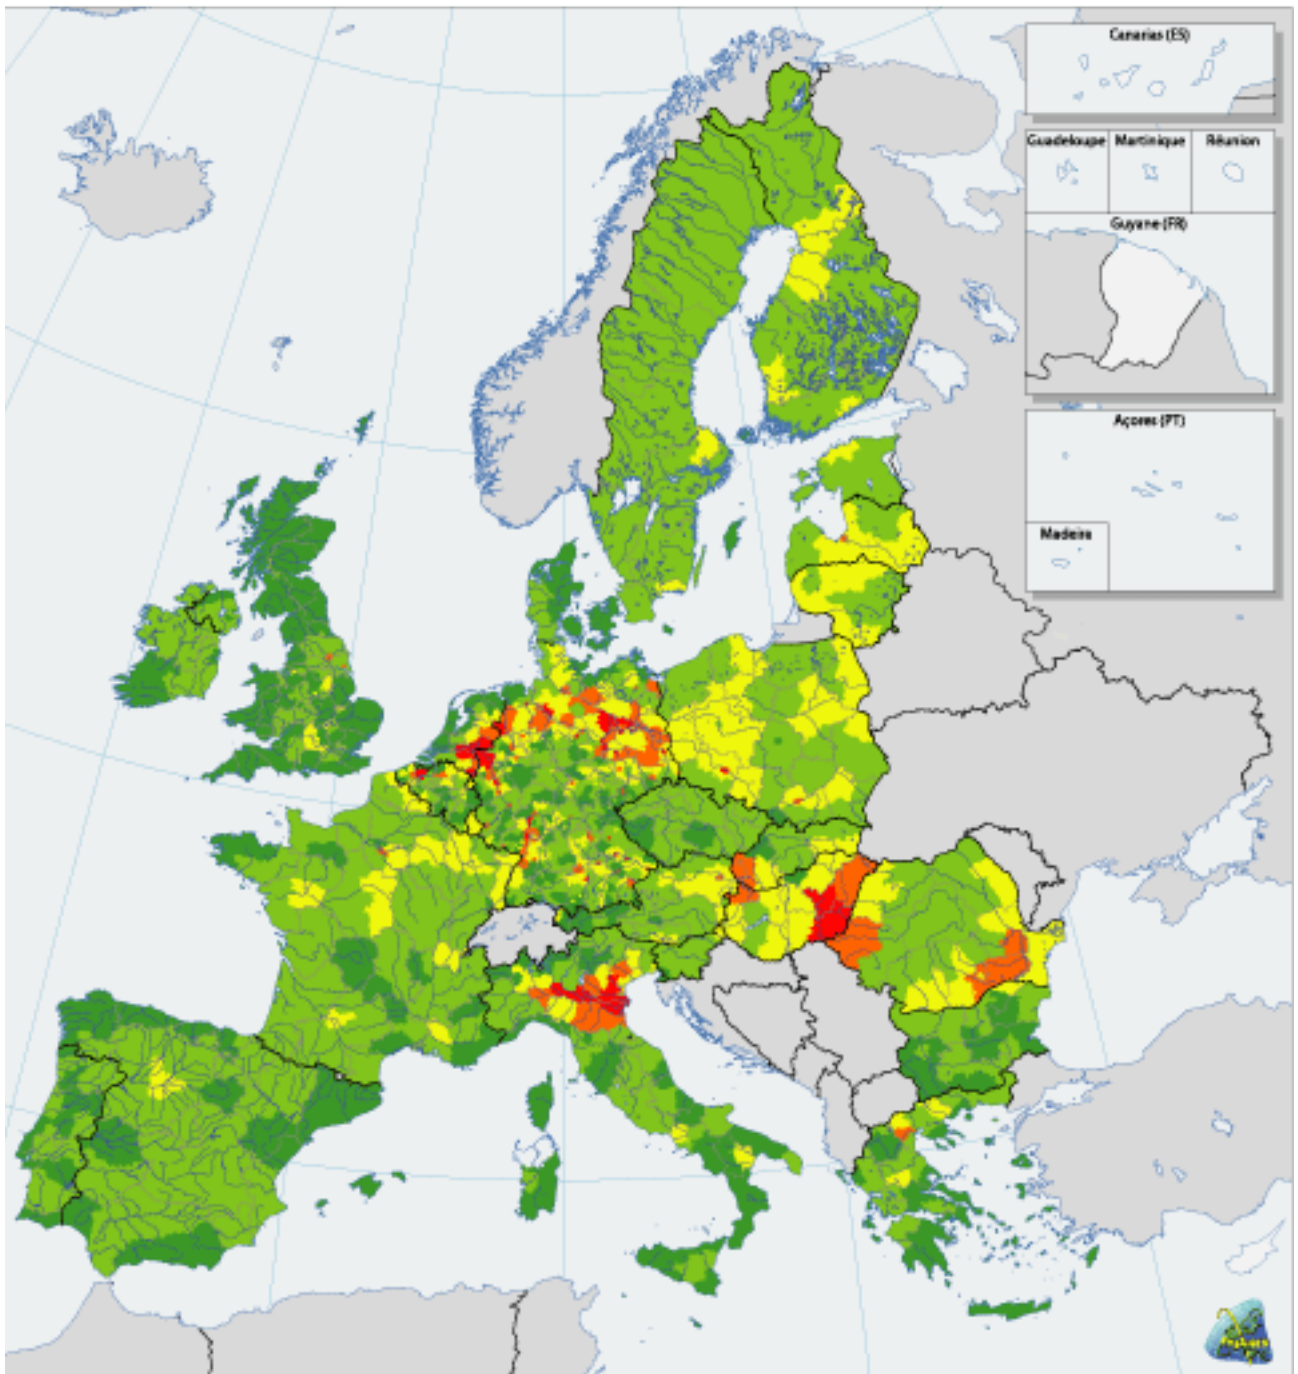 Canarias (ES)
Guadeloupe
Martinique
Réunion
Guyane (FR)
Açores (PT)
Madeira